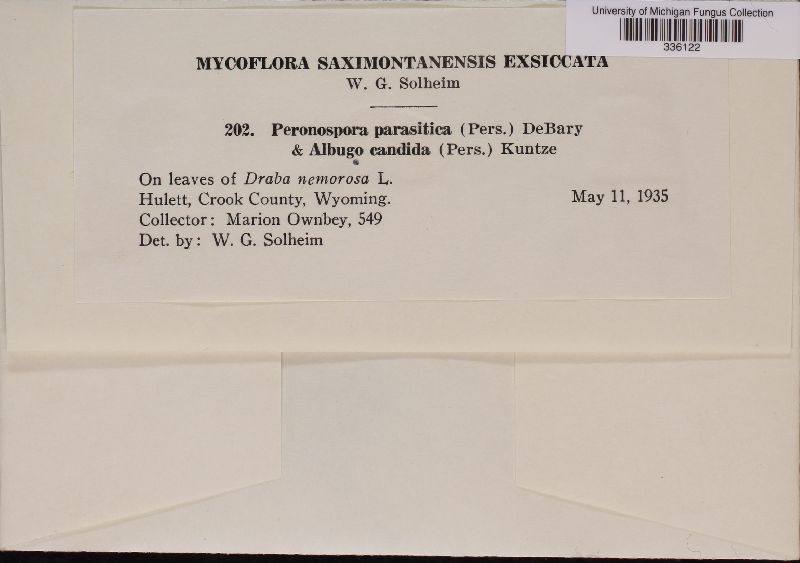 University of Michigan Fungus Collection
336122
MYCOFLORA SAXIMONTANENSIS EXSICCATA
W. G. Solheim
202. Peronospora parasitica (Pers.) DeBary
& Albugo candida (Pers.) Kuntze
On leaves of Draba nemorosa L.
Hulett, Crook County, Wyoming. May 11, 1935
Collector: Marion Ownbey, 549
Det. by: W. G. Solheim